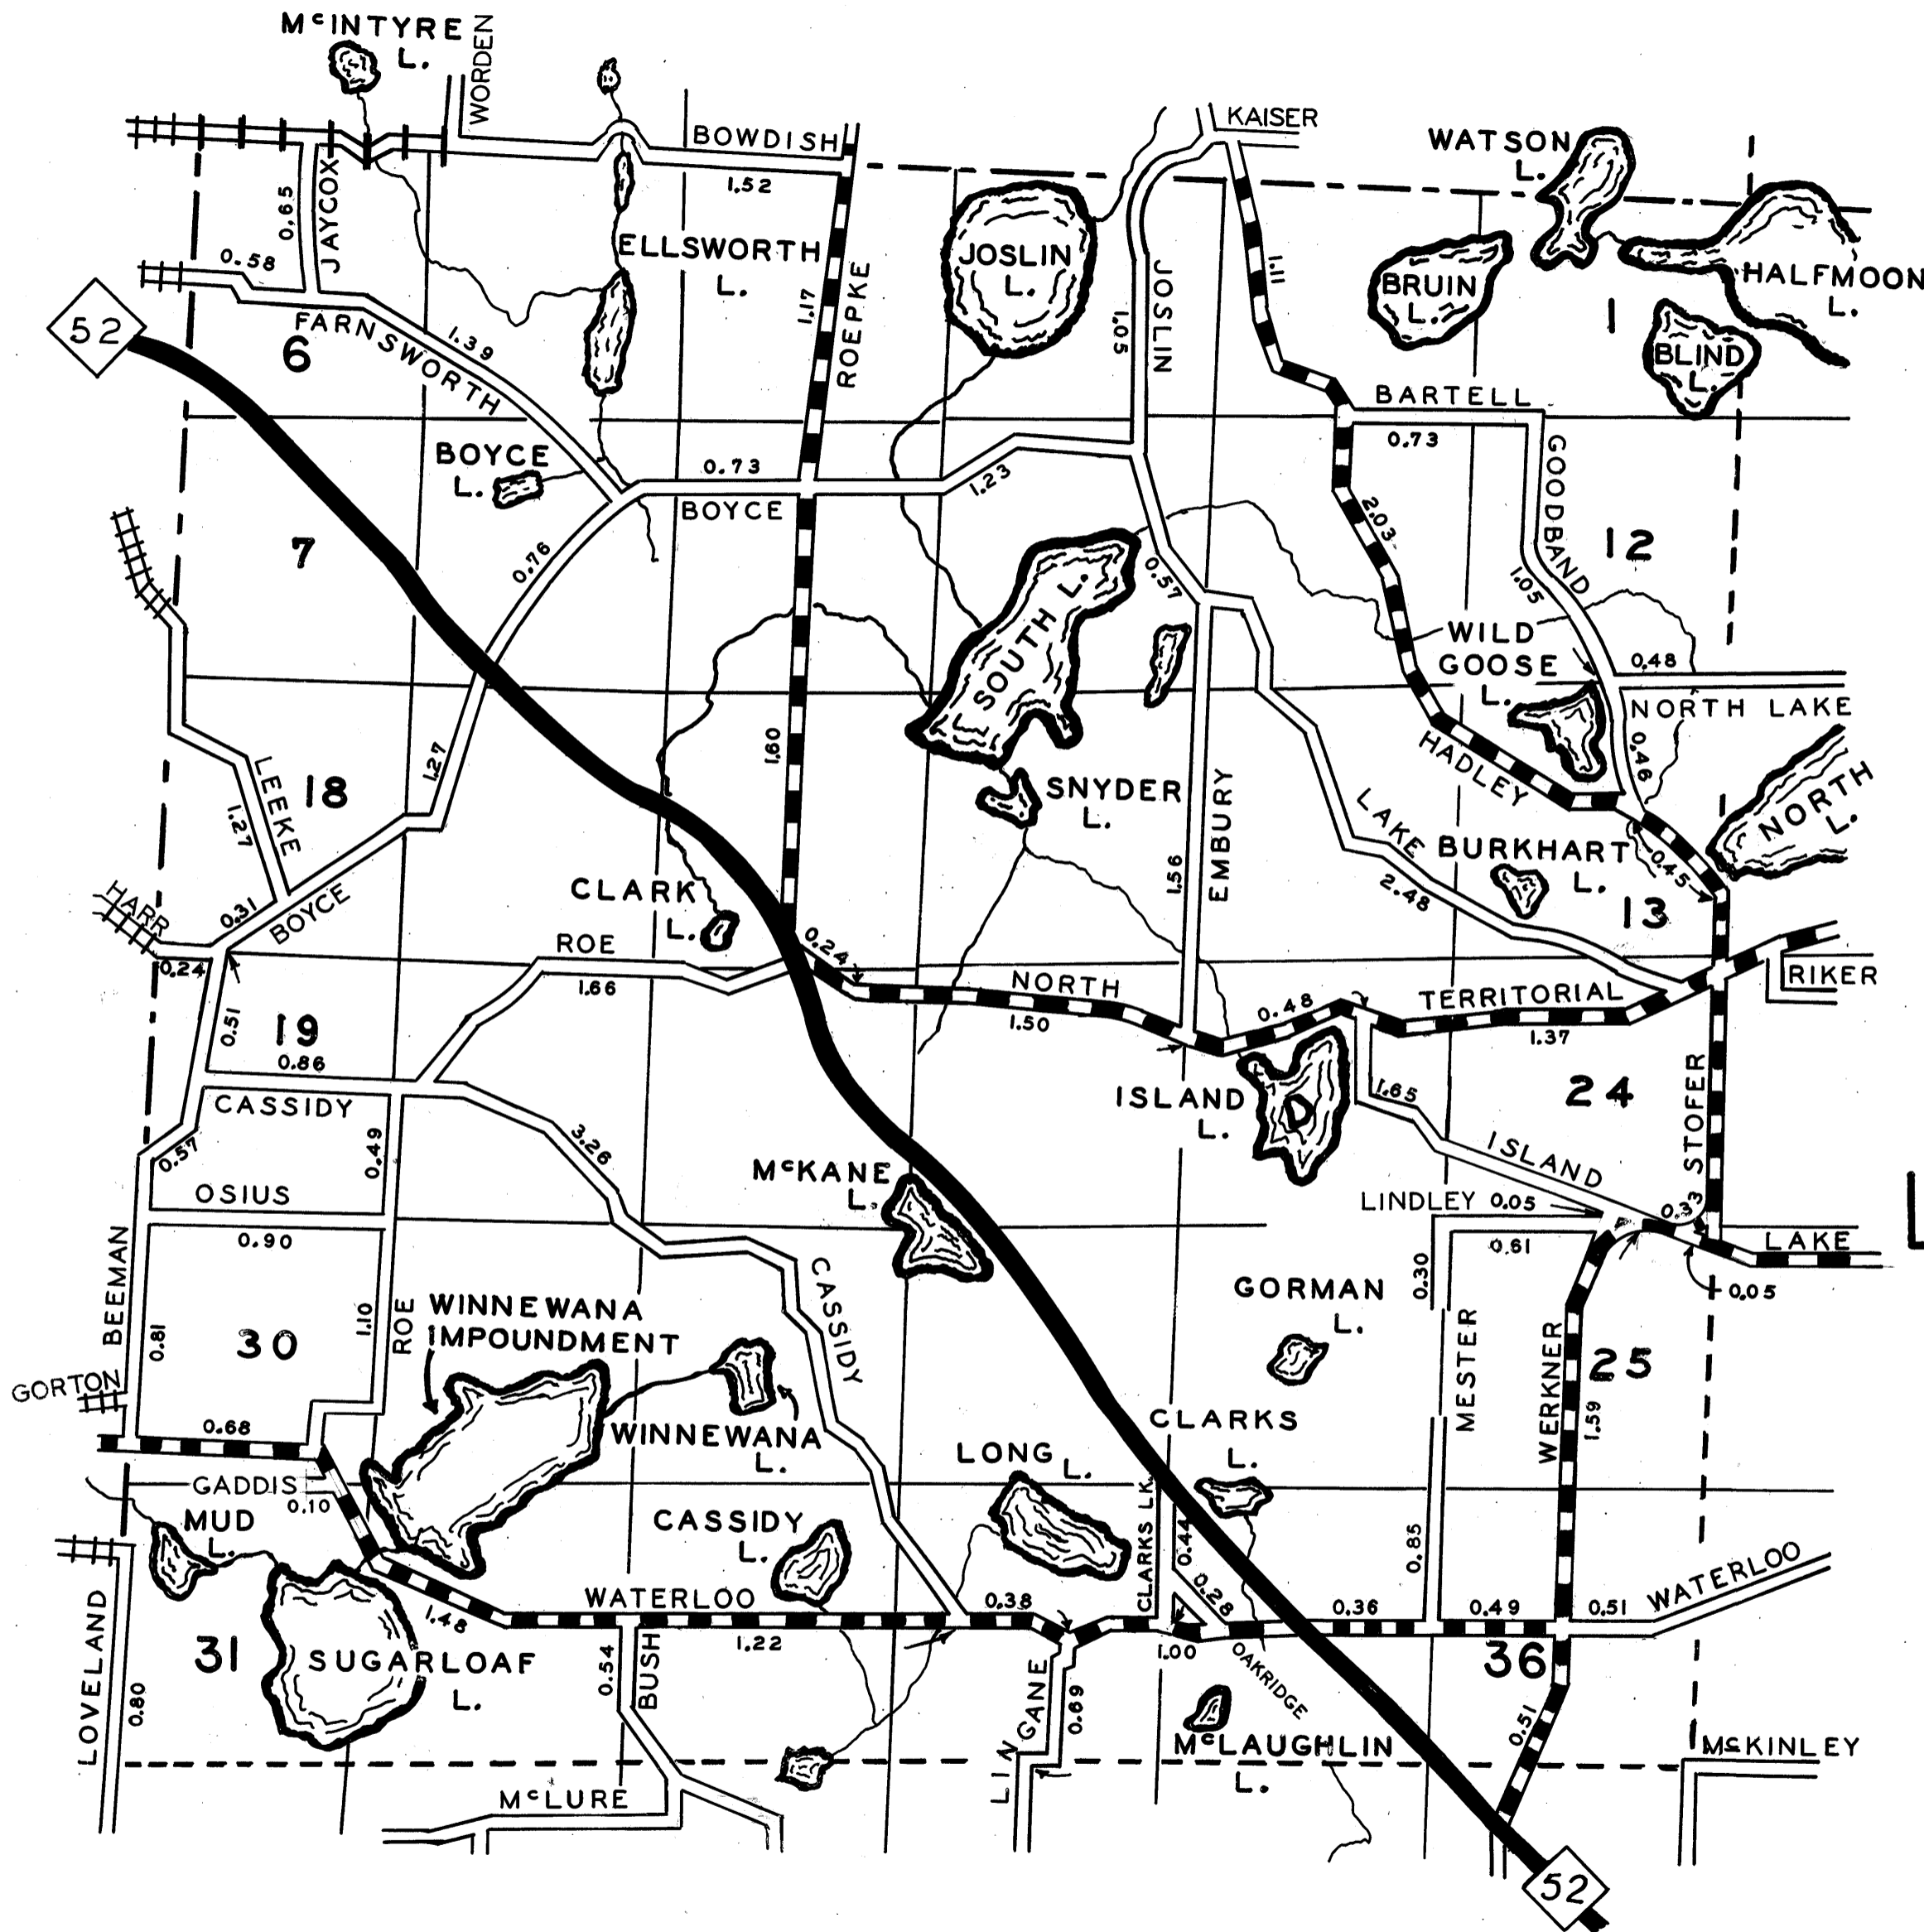 McINTYRE
L.
WORDEN
KAISER
BOWDISH
1.52
WATSON
L.
0.65
JAYCOX
0.58
ELLSWORTH
L.
1.17
ROEPKE
JOSLIN
L.
JOSLIN
1.05
1.11
BRUIN
L.
HALFMOON
L.
1
BLIND
L.
52
FARNSWORTH
1.39
6
BARTELL
0.73
BOYCE
L.
0.73
BOYCE
1.23
GOODBAND
2.03
12
7
0.76
0.57
1.05
SOUTH L.
WILD
GOOSE
L.
0.48
NORTH LAKE
0.46
HADLEY
1.27
1.60
LEEKE
1.27
18
SNYDER
L.
EMBURY
1.56
LAKE
2.48
BURKHART
L.
0.45
NORTH
L.
13
HARR
0.31
BOYCE
0.24
CLARK
L.
ROE
1.66
0.24
NORTH
1.50
0.48
TERRITORIAL
1.37
RIKER
0.51
19
0.86
CASSIDY
3.26
ISLAND
L.
1.65
24
STOFER
0.57
0.49
OSIUS
0.90
McKANE
L.
ISLAND
LINDLEY 0.05
0.33
LAKE
0.61
0.05
BEEMAN
0.81
30
1.10
ROE
WINNEWANA
IMPOUNDMENT
CASSIDY
GORMAN
L.
0.30
MESTER
WERKNER
1.59
25
GORTON
0.68
GADDIS
0.10
WINNEWANA
L.
LONG
L.
CLARKS
L.
CLARKS LK.
0.44
0.28
0.85
MUD
L.
CASSIDY
L.
WATERLOO
1.48
1.22
0.38
1.00
0.36
0.49
0.51
WATERLOO
LOVELAND
0.80
31
SUGARLOAF
L.
0.54
BUSH
LINGANE
0.69
OAKRIDGE
36
0.51
McLAUGHLIN
L.
McKINLEY
McLURE
52